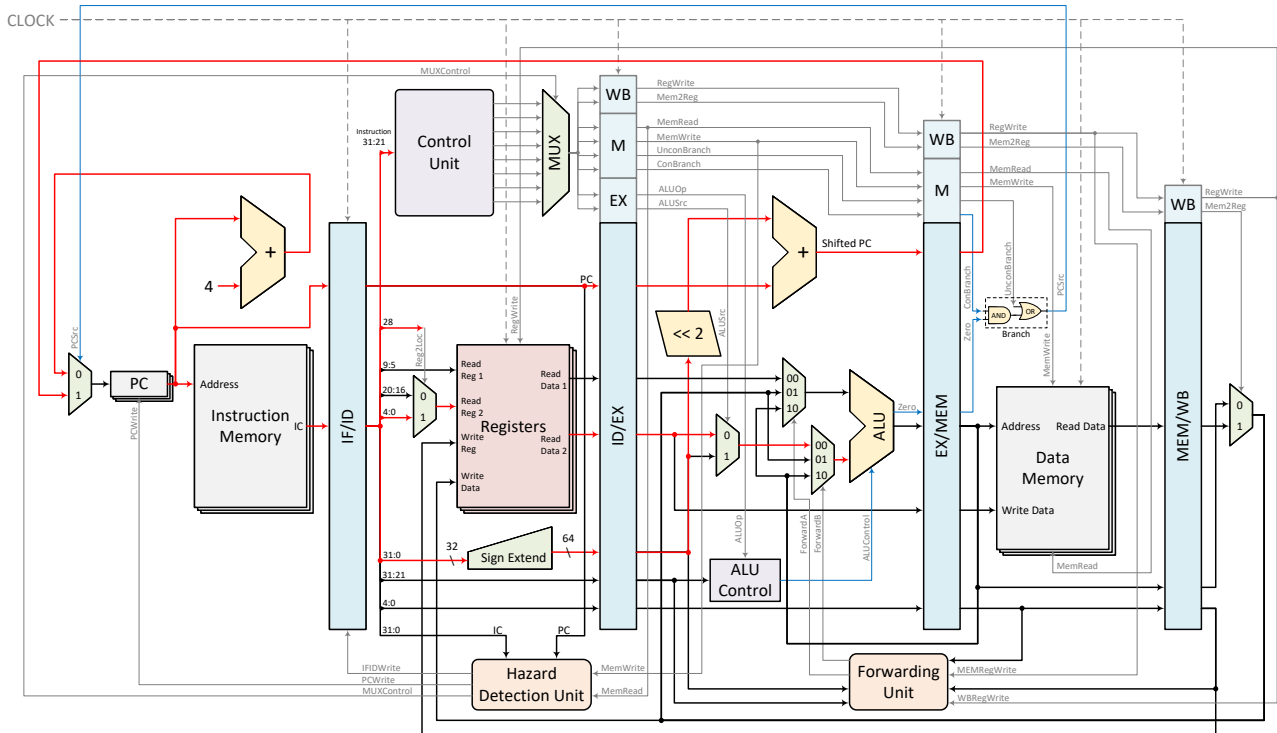 CLOCK
MUXControl
RegWrite
Mem2Reg
MemRead
MemWrite
UnconBranch
ConBranch
ALUOp
ALUSrc
WB
M
EX
Instruction
31:21
Control
Unit
MUX
WB
M
RegWrite
Mem2Reg
MemRead
MemWrite
WB
RegWrite
Mem2Reg
+
4
PCSrc
0
1
PC
PCWrite
Address
Instruction
Memory
IC
IF/ID
PC
28
Reg2Loc
RegWrite
9:5
20:16
4:0
0
1
Read
Reg 1
Read
Reg 2
Registers
Write
Reg
Write
Data
Read
Data 1
Read
Data 2
31:0
32
Sign Extend
64
31:21
4:0
31:0
IC
PC
ID/EX
+
Shifted PC
<< 2
ALUSrc
0
1
00
01
10
00
01
10
ALU
Zero
ALUOp
ALU
Control
ForwardA
ForwardB
ALUControl
EX/MEM
ConBranch
Zero
UnconBranch
AND
OR
Branch
PCSrc
MemWrite
Address
Read Data
Data
Memory
Write Data
MemRead
MEM/WB
0
1
IFIDWrite
PCWrite
MUXControl
Hazard
Detection Unit
MemWrite
MemRead
Forwarding
Unit
MEMRegWrite
WBRegWrite